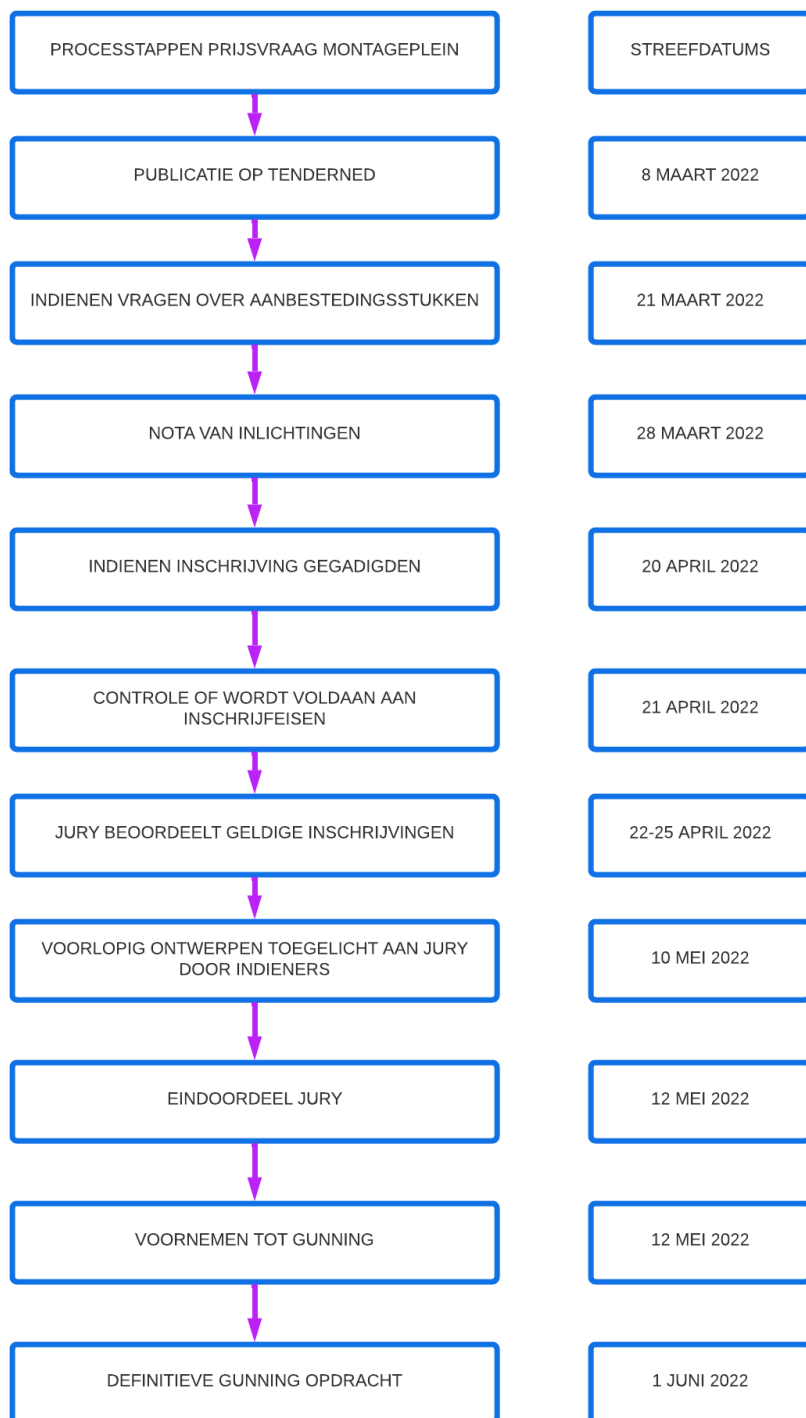 PROCESSTAPPEN PRIJSVRAAG MONTAGEPLEIN
STREEFDATUMS
PUBLICATIE OP TENDERNED
8 MAART 2022
INDIENEN VRAGEN OVER AANBESTEDINGSSTUKKEN
21 MAART 2022
NOTA VAN INLICHTINGEN
28 MAART 2022
INDIENEN INSCHRIJVING GEGADIGDEN
20 APRIL 2022
CONTROLE OF WORDT VOLDAAN AAN
INSCHRIJFEISEN
21 APRIL 2022
JURY BEOORDEELT GELDIGE INSCHRIJVINGEN
22-25 APRIL 2022
VOORLOPIG ONTWERPEN TOEGELICHT AAN JURY
DOOR INDIENERS
10 MEI 2022
EINDOORDEEL JURY
12 MEI 2022
VOORNEMEN TOT GUNNING
12 MEI 2022
DEFINITIEVE GUNNING OPDRACHT
1 JUNI 2022